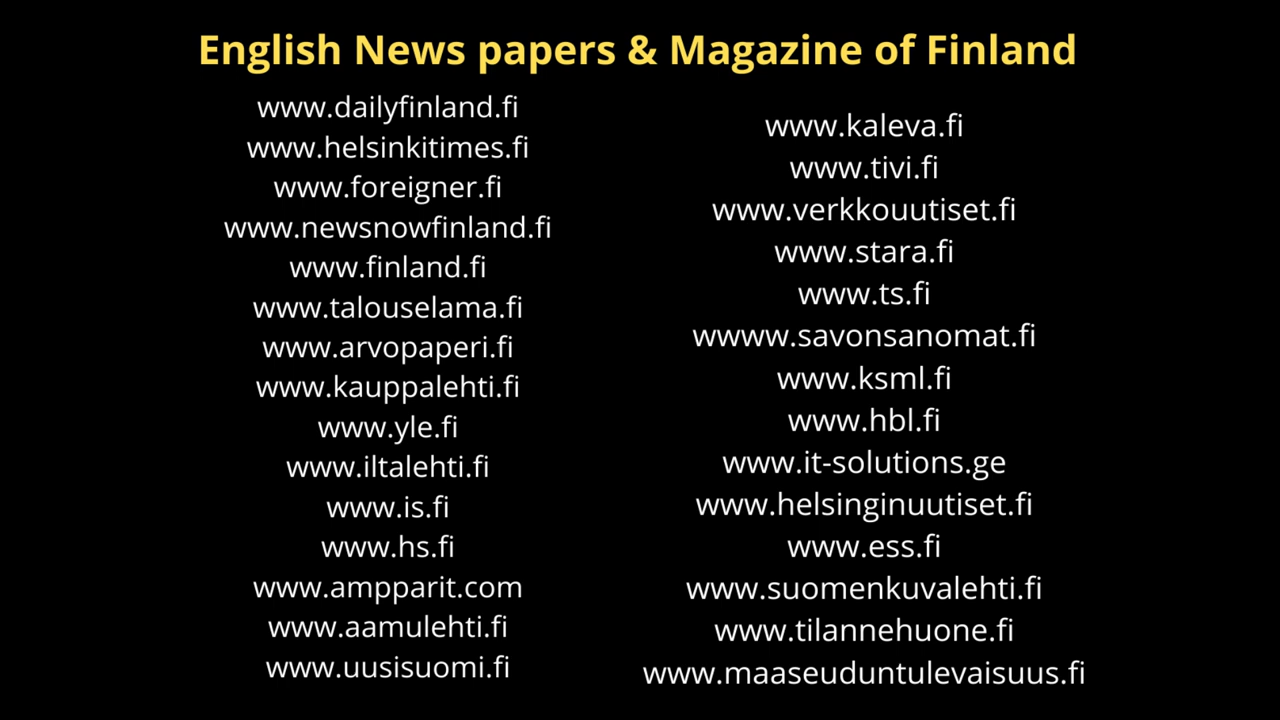 English News papers & Magazine of Finland
www.dailyfinland.fi
www.helsinkitimes.fi
www.foreigner.fi
www.newsnowfinland.fi
www.finland.fi
www.talouselama.fi
www.arvopaperi.fi
www.kauppalehti.fi
www.yle.fi
www.iltalehti.fi
www.is.fi
www.hs.fi
www.ampparit.com
www.aamulehti.fi
www.uusisuomi.fi
www.kaleva.fi
www.tivi.fi
www.verkkouutiset.fi
www.stara.fi
www.ts.fi
wwww.savonsanomat.fi
www.ksml.fi
www.hbl.fi
www.it-solutions.ge
www.helsinginuutiset.fi
www.ess.fi
www.suomenkuvalehti.fi
www.tilannehuone.fi
www.maaseuduntulevaisuus.fi